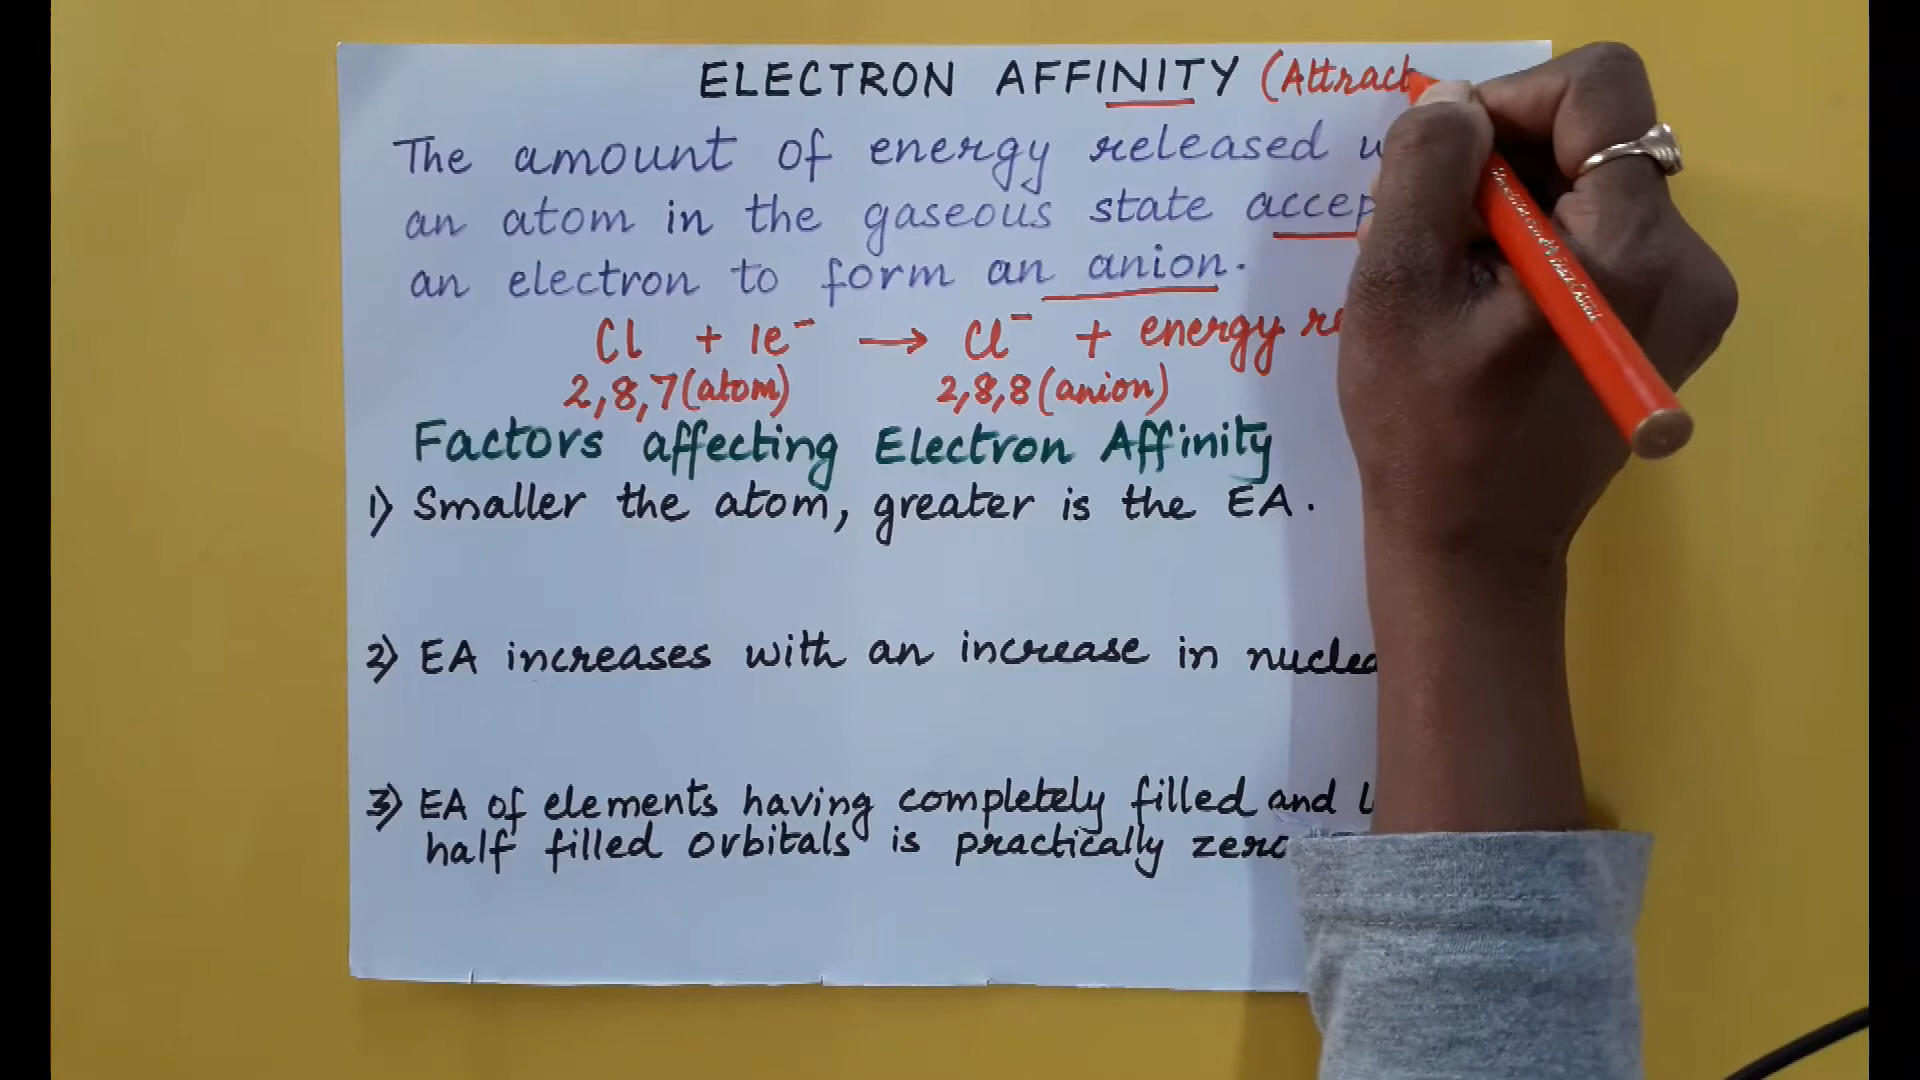 ELECTRON AFFINITY (Attract
The amount of energy released
an atom in the gaseous state accep
an electron to form an anion.
Cl + 1e⁻ → Cl⁻ + energy
2,8,7(atom) 2,8,8(anion)
Factors affecting Electron Affinity
1) Smaller the atom, greater is the EA.
2) EA increases with an increase in nuclea
3) EA of elements having completely filled and
half filled orbitals is practically zero